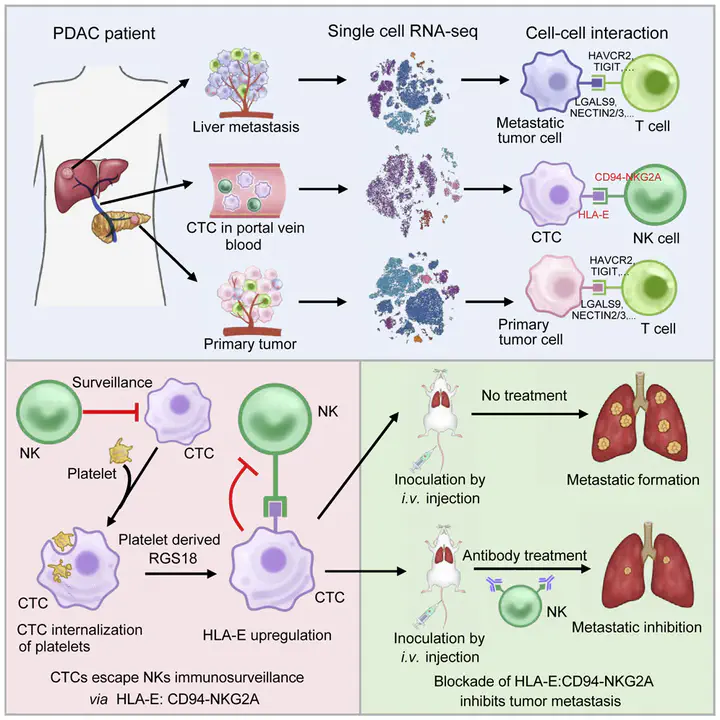 PDAC patient
Single cell RNA-seq
Cell-cell interaction
Liver metastasis
HAVCR2,
TIGIT,...
LGALS9,
NECTIN2/3,...
Metastatic
tumor cell
T cell
CTC in portal vein
blood
CD94-NKG2A
HLA-E
CTC
NK cell
Primary tumor
HAVCR2,
TIGIT,...
LGALS9,
NECTIN2/3,...
Primary
tumor cell
T cell
Surveillance
NK
CTC
NK
Platelet
Platelet derived
RGS18
CTC
CTC
CTC internalization
of platelets
HLA-E upregulation
CTCs escape NKs immunosurveillance
via HLA-E: CD94-NKG2A
No treatment
Inoculation by
i.v. injection
Metastatic formation
Antibody treatment
NK
Inoculation by
i.v. injection
Metastatic inhibition
Blockade of HLA-E:CD94-NKG2A
inhibits tumor metastasis